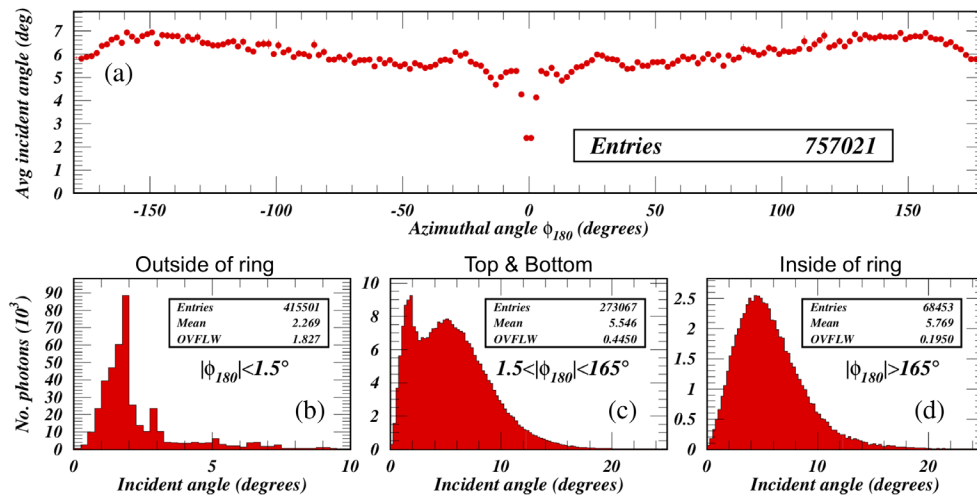 Avg incident angle (deg)
7
6
5
4
3
2
1
0
(a)
Entries 757021
-150 -100 -50 0 50 100 150
Azimuthal angle ϕ180 (degrees)
Outside of ring
No. photons (10³)
90
80
70
60
50
40
30
20
10
0
Entries 415501
Mean 2.269
OVFLW 1.827
|ϕ180|<1.5°
(b)
0 5 10
Incident angle (degrees)
Top & Bottom
10
8
6
4
2
0
Entries 273067
Mean 5.546
OVFLW 0.4450
1.5<|ϕ180|<165°
(c)
0 10 20
Incident angle (degrees)
Inside of ring
2.5
2
1.5
1
0.5
0
Entries 68453
Mean 5.769
OVFLW 0.1950
|ϕ180|>165°
(d)
0 10 20
Incident angle (degrees)